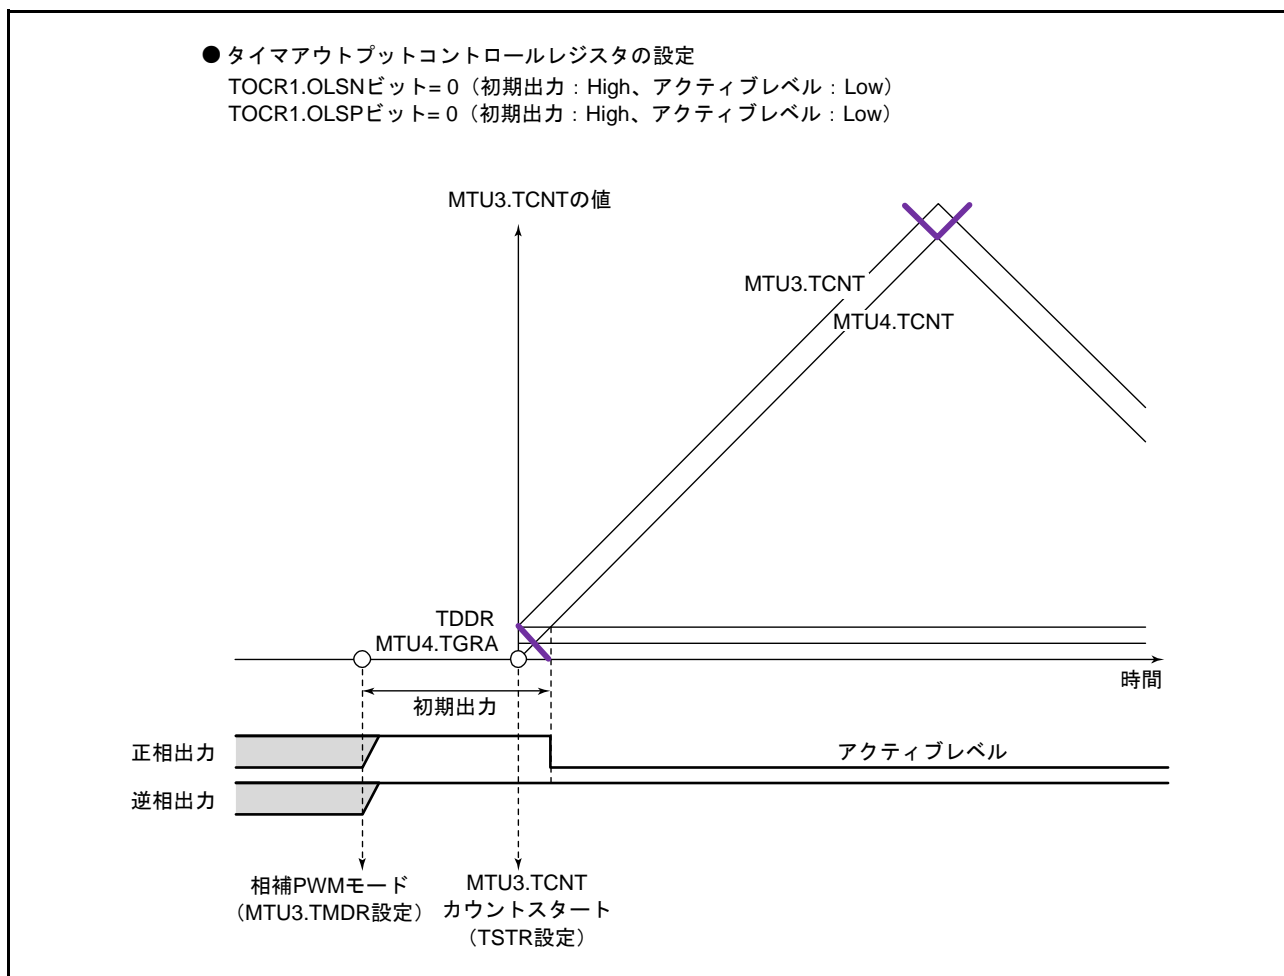 ● タイマアウトプットコントロールレジスタの設定
TOCR1.OLSNビット= 0（初期出力：High、アクティブレベル：Low）
TOCR1.OLSPビット= 0（初期出力：High、アクティブレベル：Low）
MTU3.TCNTの値
MTU3.TCNT
MTU4.TCNT
TDDR
MTU4.TGRA
時間
初期出力
正相出力
アクティブレベル
逆相出力
相補PWMモード
（MTU3.TMDR設定）
MTU3.TCNT
カウントスタート
（TSTR設定）